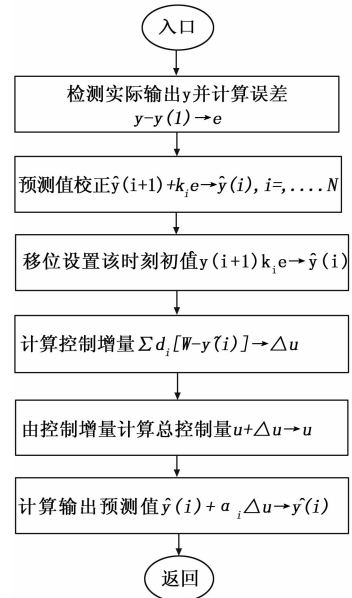 入口
检测实际输出y并计算误差
y-y(1)→e
预测值校正ŷ(i+1)+kᵢe→ŷ(i),i=,....N
移位设置该时刻初值y(i+1)kᵢe→ŷ(i)
计算控制增量Σdᵢ[W-yˆ(i)]→△u
由控制增量计算总控制量u+△u→u
计算输出预测值ŷ(i)+αᵢ△u→yˆ(i)
返回